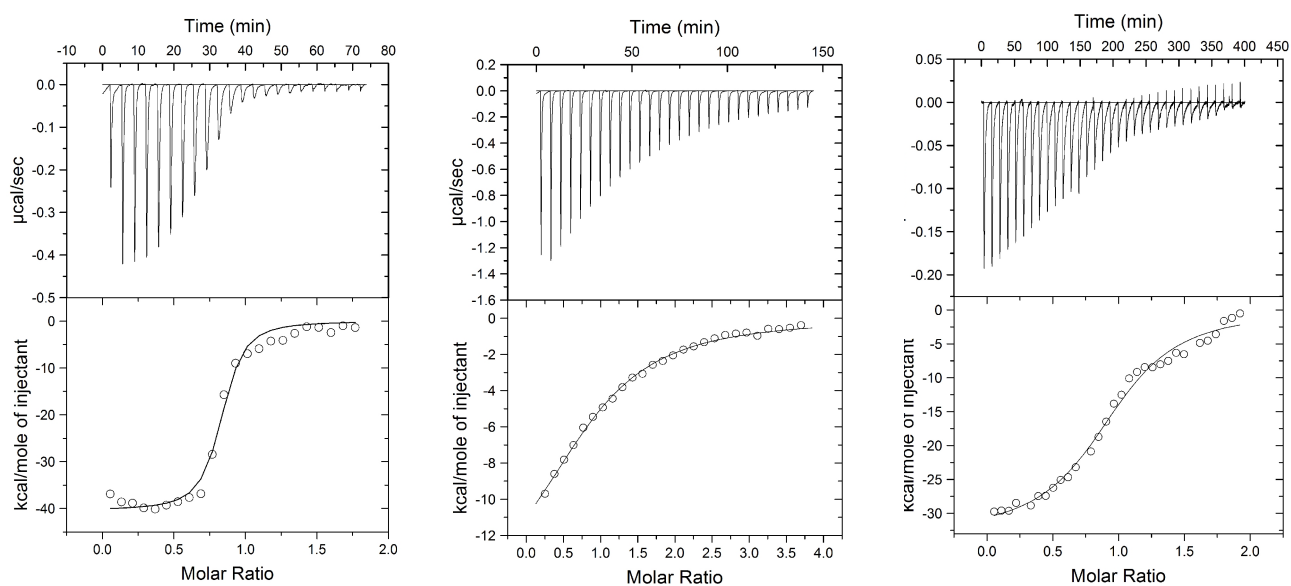 Time (min)
-10 0 10 20 30 40 50 60 70 80
0.0
-0.1
-0.2
-0.3
-0.4
-0.5
µcal/sec
0
-10
-20
-30
-40
kcal/mole of injectant
0.0 0.5 1.0 1.5 2.0
Molar Ratio
Time (min)
0 50 100 150
0.2
0.0
-0.2
-0.4
-0.6
-0.8
-1.0
-1.2
-1.4
-1.6
µcal/sec
0
-2
-4
-6
-8
-10
-12
kcal/mole of injectant
0.0 0.5 1.0 1.5 2.0 2.5 3.0 3.5 4.0
Molar Ratio
Time (min)
0 50 100 150 200 250 300 350 400 450
0.05
0.00
-0.05
-0.10
-0.15
-0.20
0
-5
-10
-15
-20
-25
-30
kcal/mole of injectant
0.0 0.5 1.0 1.5 2.0
Molar Ratio